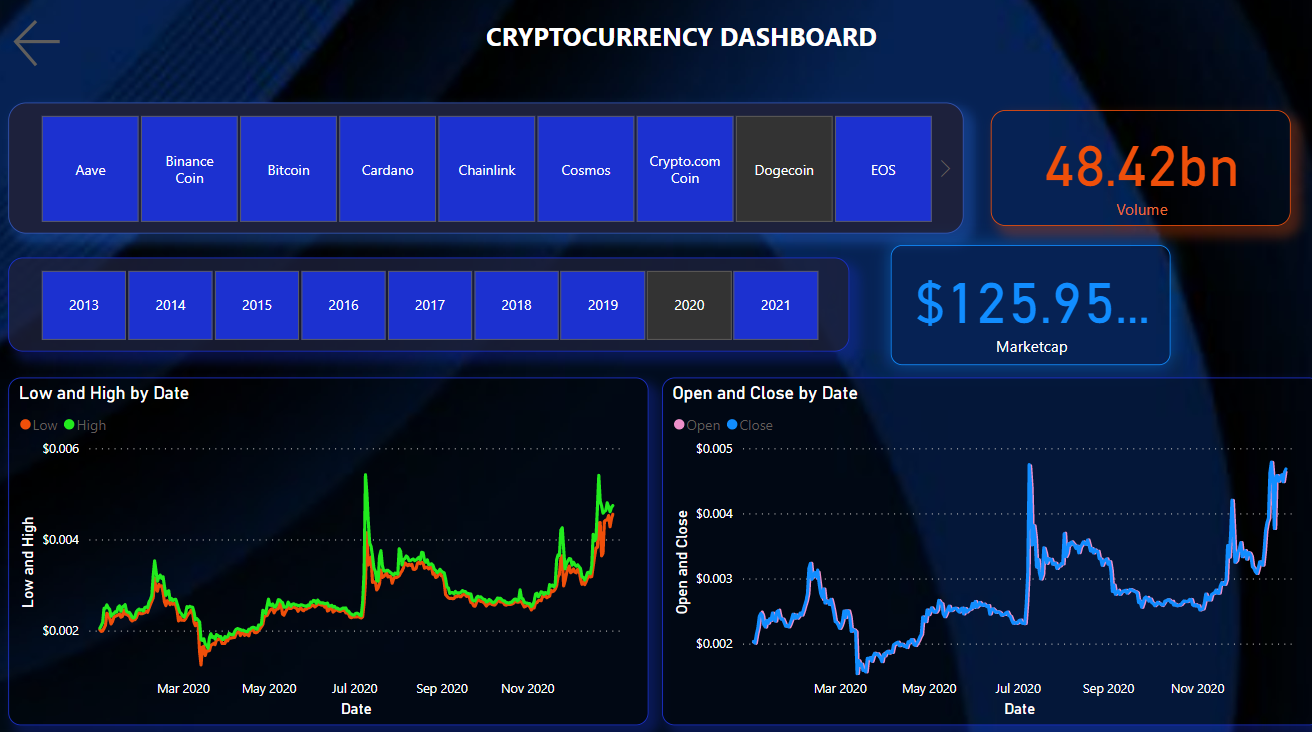 CRYPTOCURRENCY DASHBOARD
Aave
Binance
Coin
Bitcoin
Cardano
Chainlink
Cosmos
Crypto.com
Coin
Dogecoin
EOS
48.42bn
Volume
2013
2014
2015
2016
2017
2018
2019
2020
2021
$125.95...
Marketcap
Low and High by Date
Low
High
$0.006
$0.004
$0.002
Low and High
Mar 2020
May 2020
Jul 2020
Sep 2020
Nov 2020
Date
Open and Close by Date
Open
Close
$0.005
$0.004
$0.003
$0.002
Open and Close
Mar 2020
May 2020
Jul 2020
Sep 2020
Nov 2020
Date